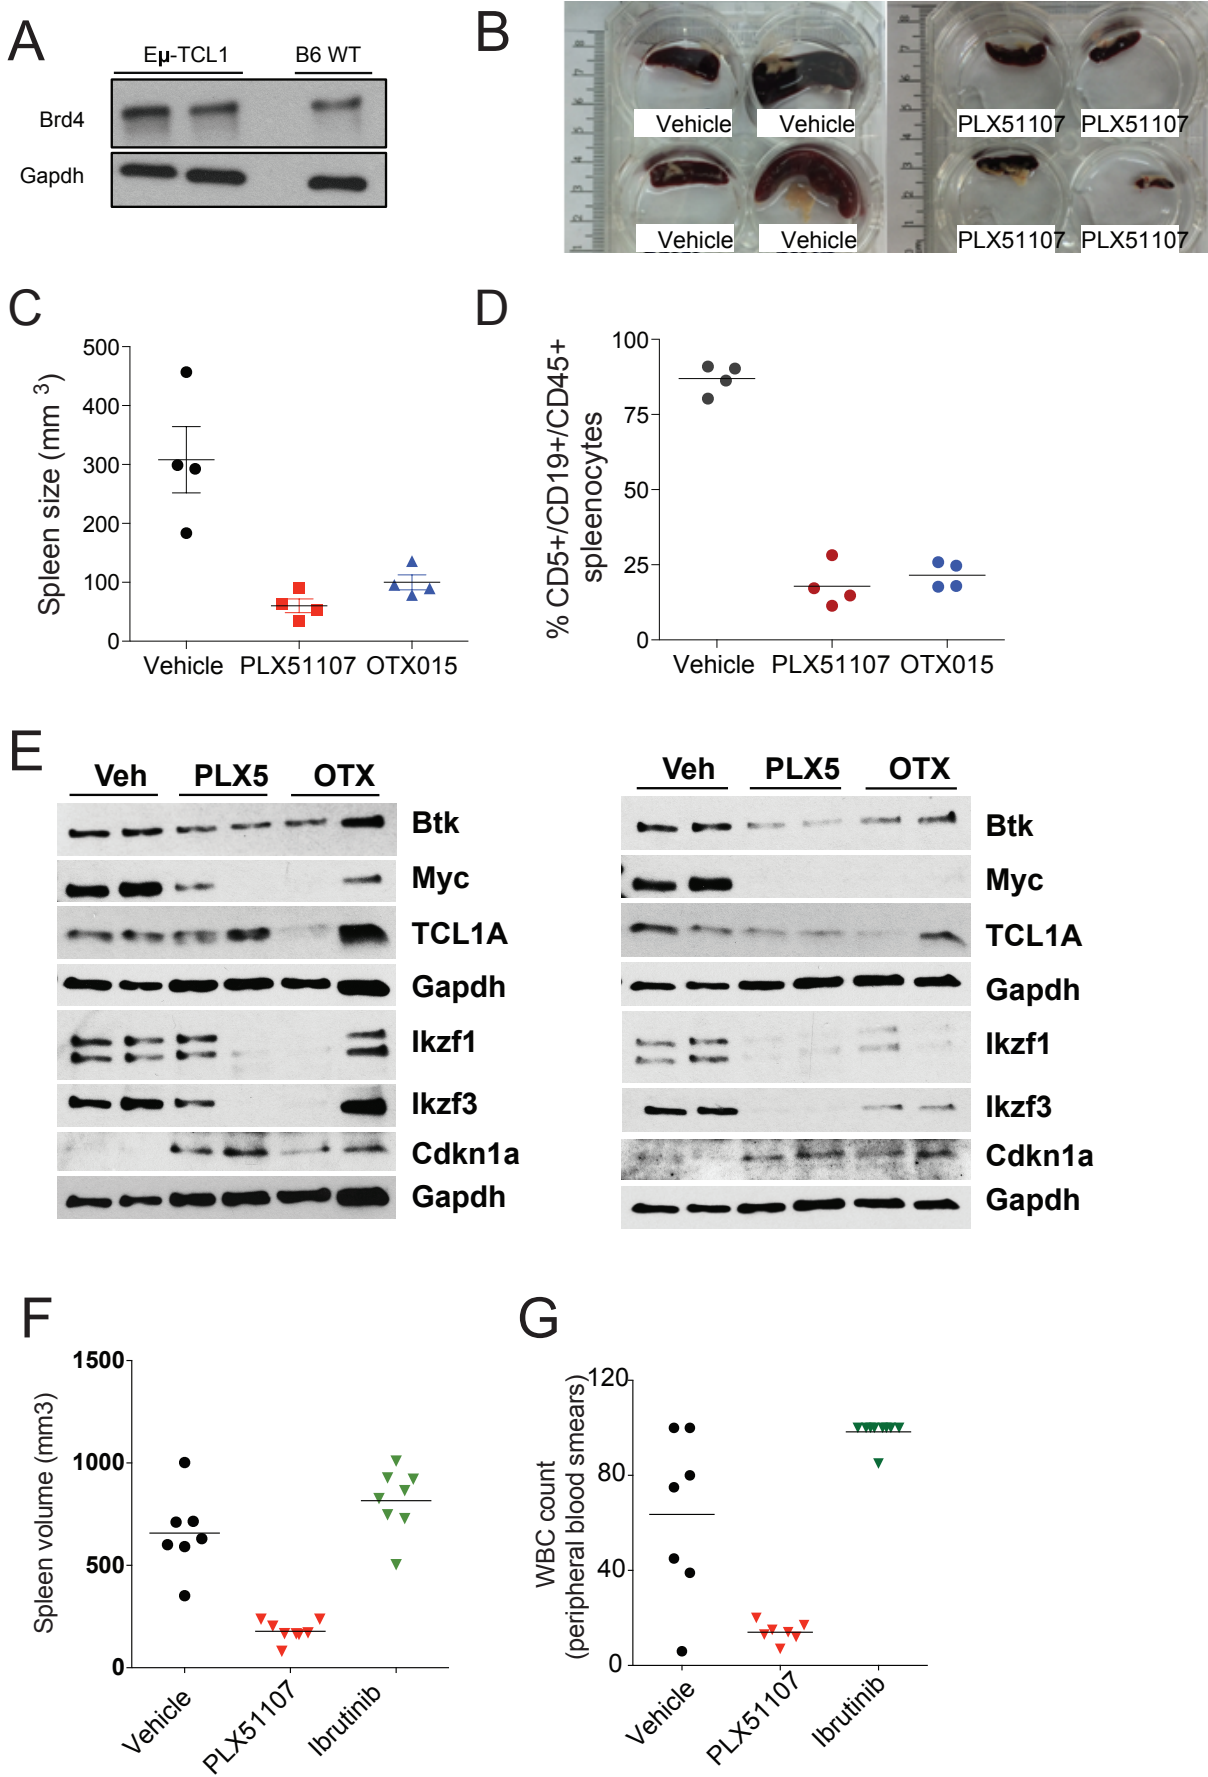 A
Eµ-TCL1
B6 WT
Brd4
Gapdh
B
Vehicle
Vehicle
PLX51107
PLX51107
Vehicle
Vehicle
PLX51107
PLX51107
C
Spleen size (mm 3)
500
400
300
200
100
0
Vehicle
PLX51107
OTX015
D
% CD5+/CD19+/CD45+
spleenocytes
100
75
50
25
0
Vehicle
PLX51107
OTX015
E
Veh
PLX5
OTX
Btk
Myc
TCL1A
Gapdh
Ikzf1
Ikzf3
Cdkn1a
Gapdh
Veh
PLX5
OTX
Btk
Myc
TCL1A
Gapdh
Ikzf1
Ikzf3
Cdkn1a
Gapdh
F
Spleen volume (mm3)
1500
1000
500
0
Vehicle
PLX51107
Ibrutinib
G
WBC count
(peripheral blood smears)
120
80
40
0
Vehicle
PLX51107
Ibrutinib